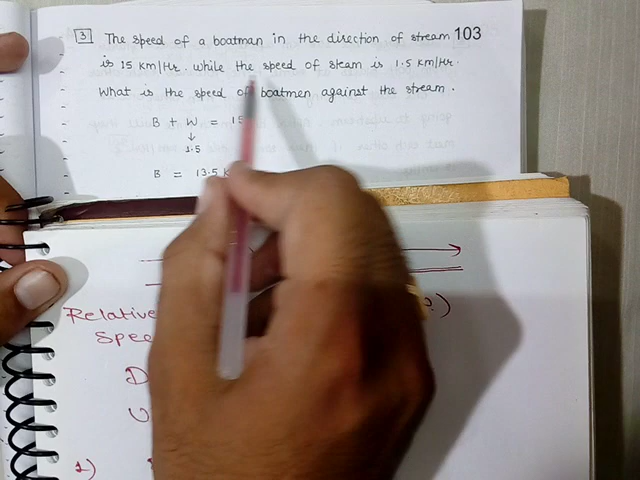 3 The speed of a boatman in the direction of stream 103
is 15 km/Hr. while the speed of steam is 1.5 km/Hr.
What is the speed of boatmen against the stream.
B + W = 15
↓
1.5
B = 13.5 K
Relative
Spee
D
U
1)